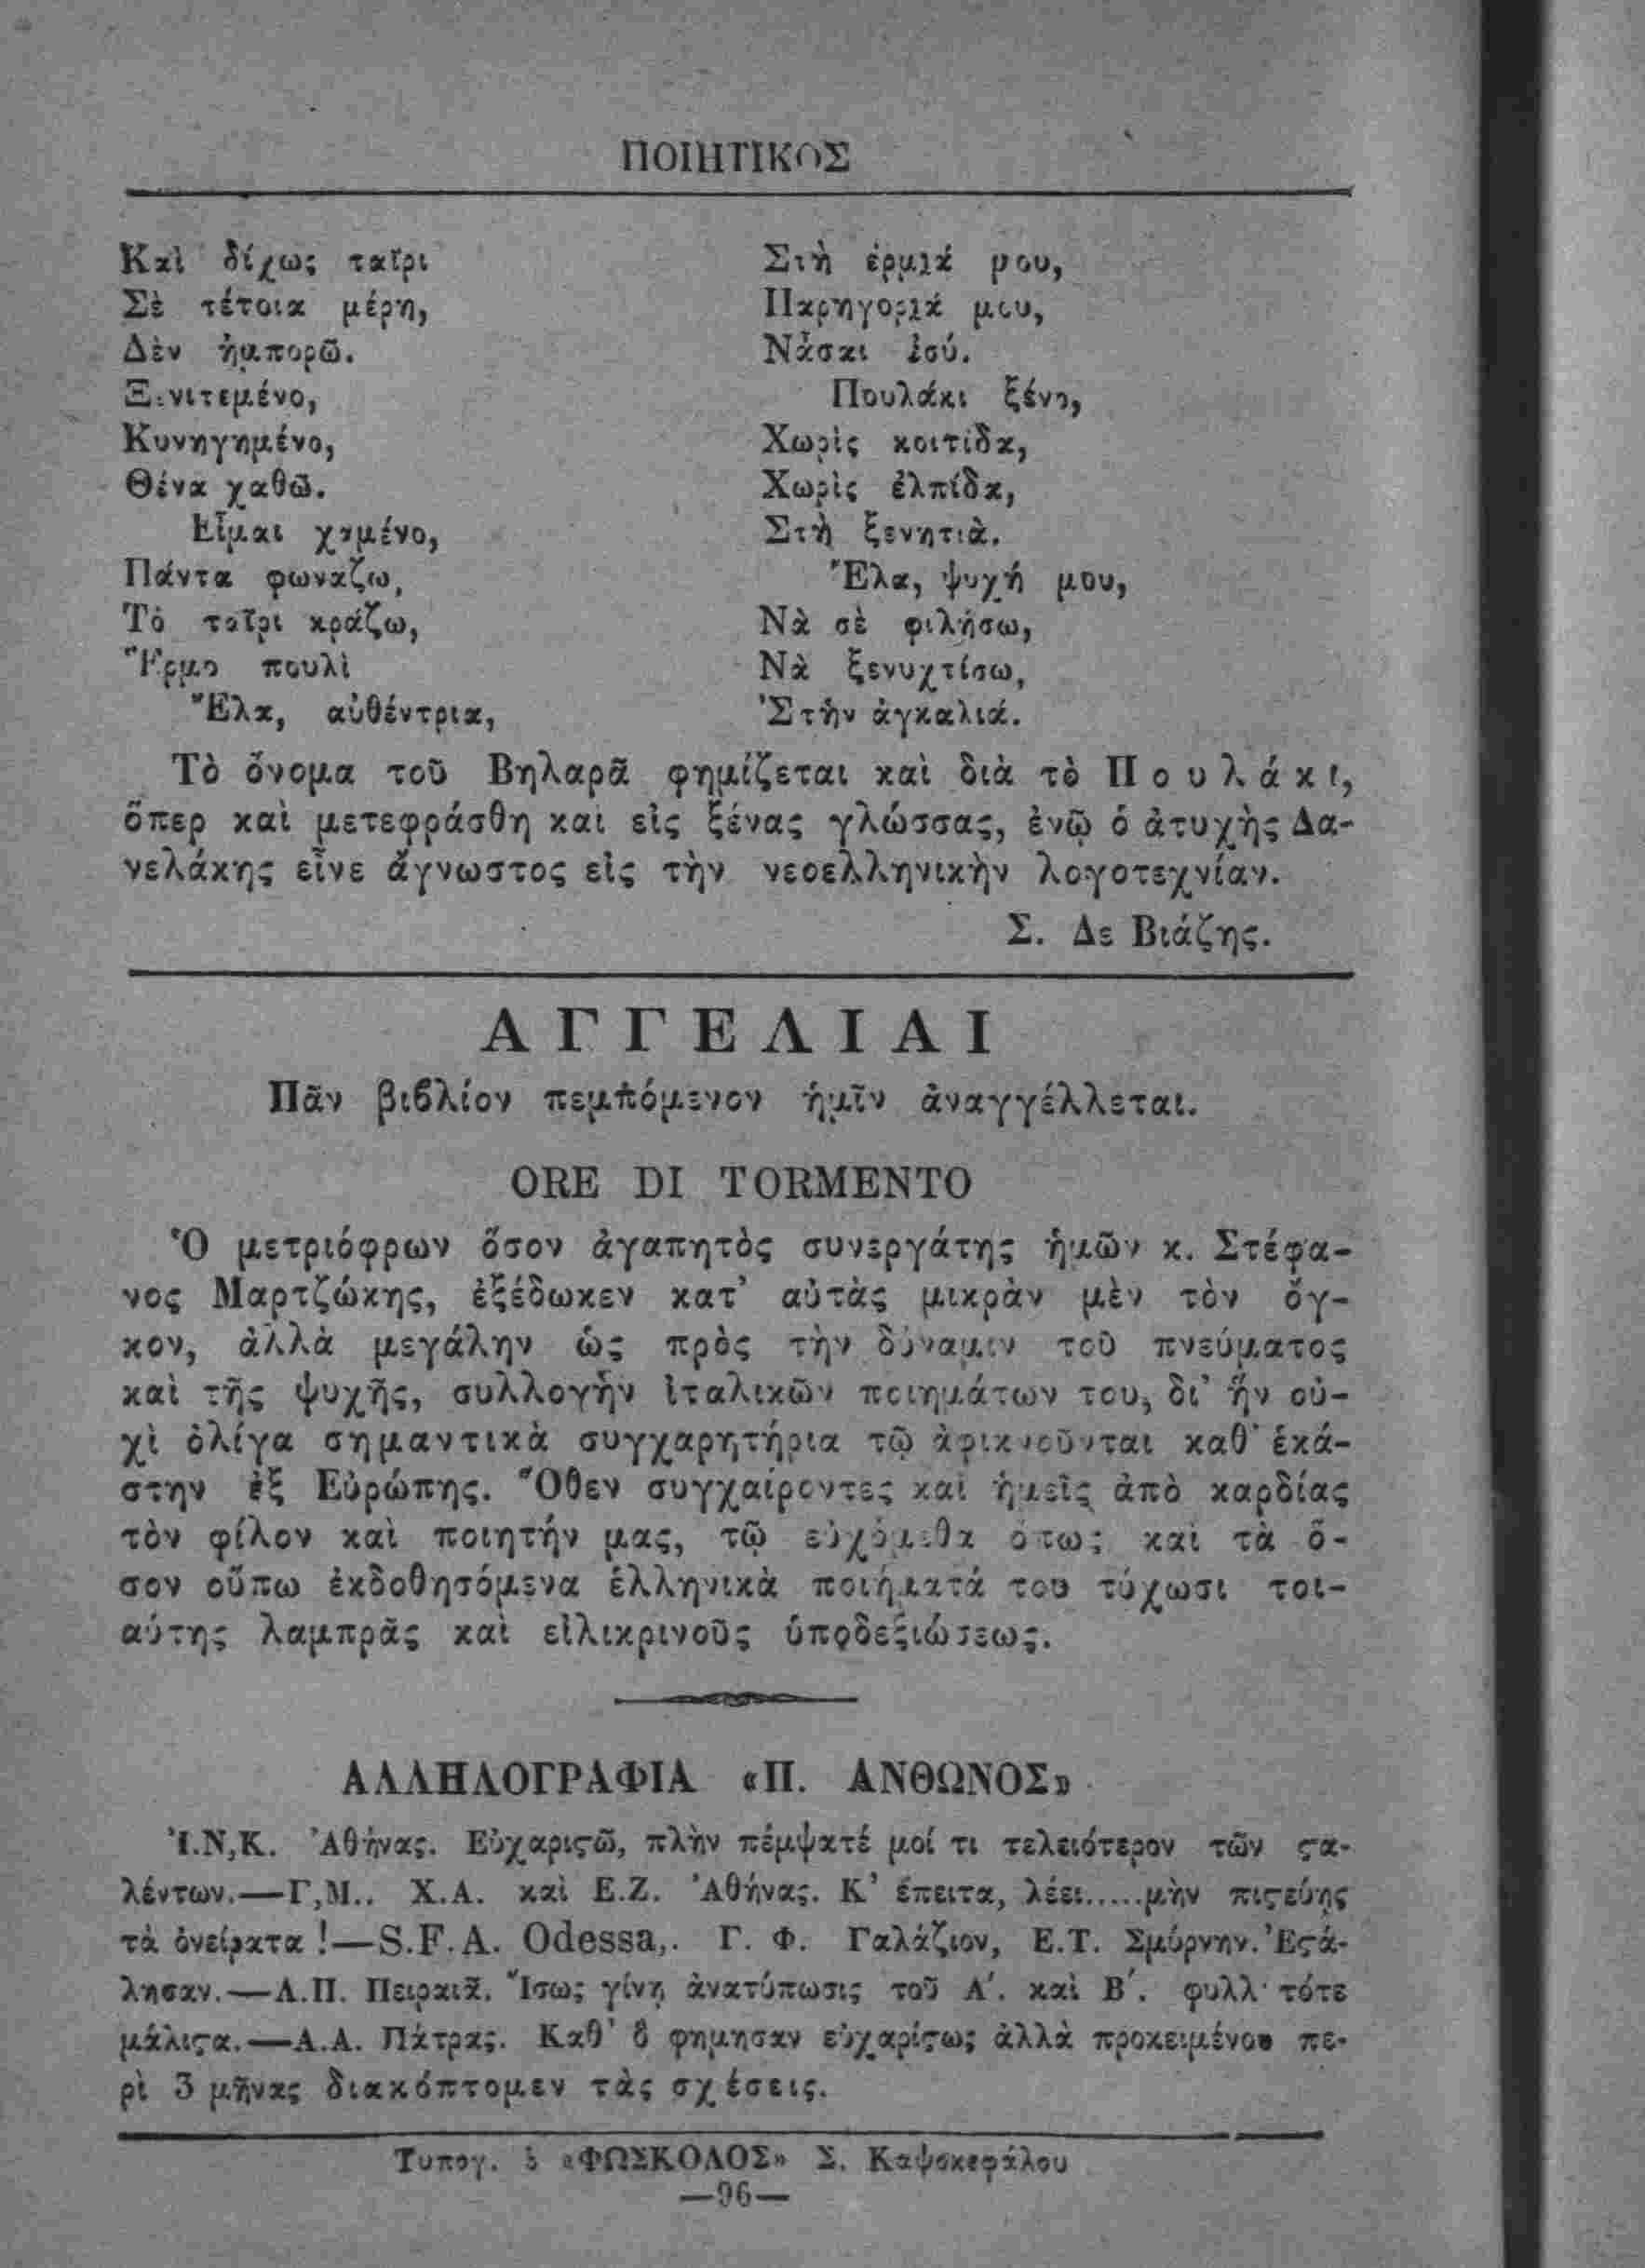 ΠΟΙΗΤΙΚΟΣ
Καὶ δίχως ταῖρι
Σὲ τέτοια μέρη,
Δὲν ἠμπορῶ.
Ξενιτεμένο,
Κυνηγημένο,
Θένα χαθῶ.
Εἶμαι χαμένο,
Πάντα φωνάζω,
Τὸ ταῖρι κράζω,
Ἔρμο πουλὶ
Ἔλα, αὐθέντρια,
Στὴ ἐρμιά μου,
Παρηγοριά μου,
Νἆσαι ἐσύ.
Πουλάκι ξένο,
Χωρὶς κοιτίδα,
Χωρὶς ἐλπίδα,
Στὴ ξενητιὰ.
Ἔλα, ψυχή μου,
Νὰ σὲ φιλήσω,
Νὰ ξενυχτίσω,
Ἐστὴν ἀγκαλιά.
Τὸ ὄνομα τοῦ Βηλαρᾶ φημίζεται καὶ διὰ τὸ Πουλάκι,
ὅπερ καὶ μετεφράσθη καὶ εἰς ξένας γλώσσας, ἐνῷ ὁ ἀτυχὴς Δα-
νελάκης εἶνε ἄγνωστος εἰς τὴν νεοελληνικὴν λογοτεχνίαν.
Σ. Δε Βιάζης.
ΑΓΓΕΛΙΑΙ
Πᾶν βιβλίον πεμπόμενον ἡμῖν ἀναγγέλλεται.
ORE DI TORMENTO
Ὁ μετριόφρων ὅσον ἀγαπητὸς συνεργάτης ἡμῶν κ. Στέφα-
νος Μαρτζώκης, ἐξέδωκεν κατ' αὐτὰς μικρὰν μὲν τὸν ὄγ-
κον, ἀλλὰ μεγάλην ὡς πρὸς τὴν δύναμιν τοῦ πνεύματος
καὶ τῆς ψυχῆς, συλλογὴν ἰταλικῶν ποιημάτων του, δι' ἣν οὐ-
χὶ ὀλίγα σημαντικὰ συγχαρητήρια τῷ ἀφικνοῦνται καθ' ἑκά-
στην ἐξ Εὐρώπης. Ὅθεν συγχαίροντες καὶ ἡμεῖς ἀπὸ καρδίας
τὸν φίλον καὶ ποιητήν μας, τῷ εὐχόμεθα ὅπως καὶ τὰ ὅ-
σον οὔπω ἐκδοθησόμενα ἑλληνικὰ ποιήματά του τύχωσι τοι-
αύτης λαμπρᾶς καὶ εἰλικρινοῦς ὑποδεξιώσεως.
ΑΛΛΗΛΟΓΡΑΦΙΑ «Π. ΑΝΘΩΝΟΣ»
Ἰ.Ν,Κ. Ἀθήνας. Εὐχαριϛῶ, πλὴν πέμψατέ μοί τι τελειότερον τῶν ϛα-
λέντων.—Γ,Μ.. Χ.Α. καὶ Ε.Ζ. Ἀθήνας. Κ' ἔπειτα, λέει.....μὴν πιϛεύῃς
τὰ ὀνείρατα !—S.F.A. Odessa,. Γ. Φ. Γαλάζιον, Ε.Τ. Σμύρνην. Ἐϛά-
λησαν.—Λ.Π. Πειραιᾶ. Ἴσως γίνῃ ἀνατύπωσις τοῦ Α΄. καὶ Β΄. φυλλ· τότε
μάλιϛα.—Α.Α. Πάτρας. Καθ' ὃ φημησαν εὐχαρίϛως ἀλλὰ προκειμένου πε-
ρὶ 3 μῆνας διακόπτομεν τὰς σχέσεις.
Τυπογ. ὁ «ΦΩΣΚΟΛΟΣ» Σ. Καψοκεφάλου
—96—